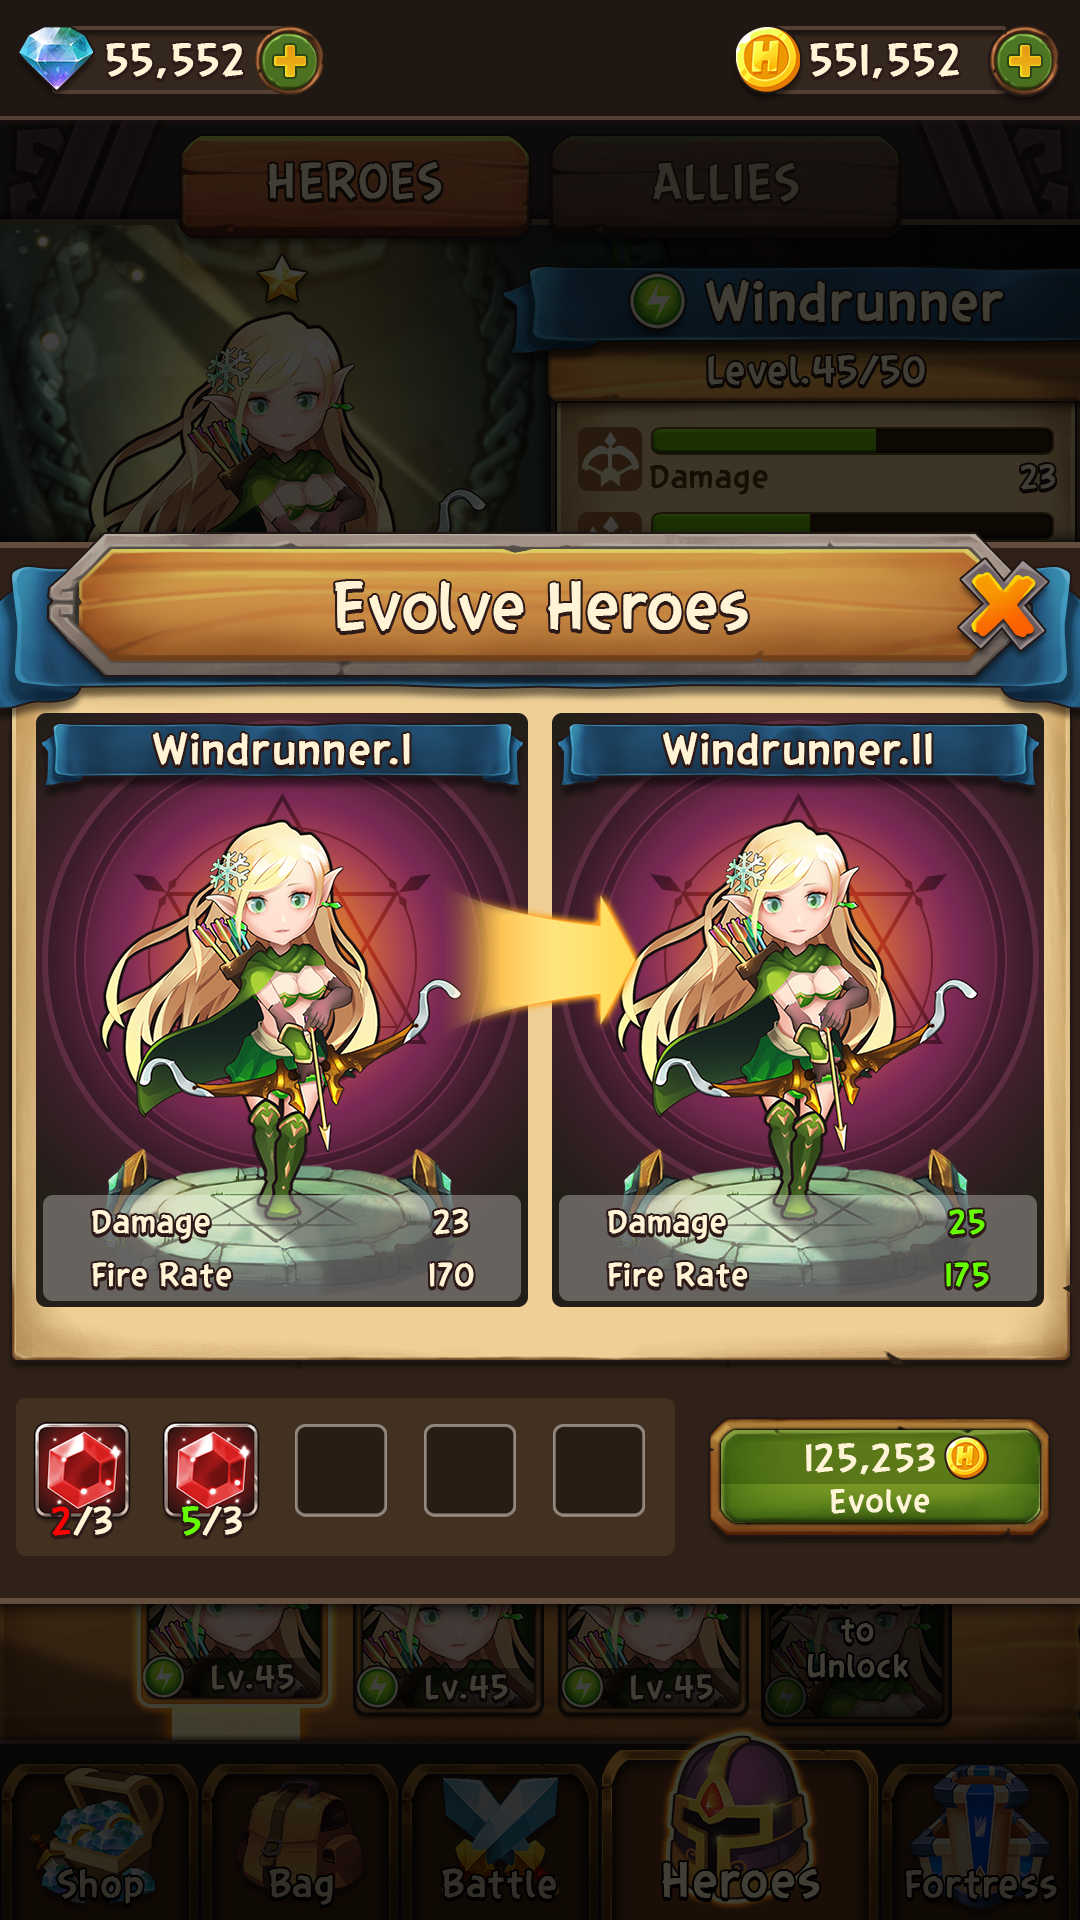 55,552
551,552
HEROES
ALLIES
Windrunner
Level.45/50
Damage 23
Evolve Heroes
Windrunner.I
Windrunner.II
Damage 23
Fire Rate 170
Damage 25
Fire Rate 175
2/3
5/3
125,253
Evolve
Lv.45
Lv.45
Lv.45
to
Unlock
Shop
Bag
Battle
Heroes
Fortress